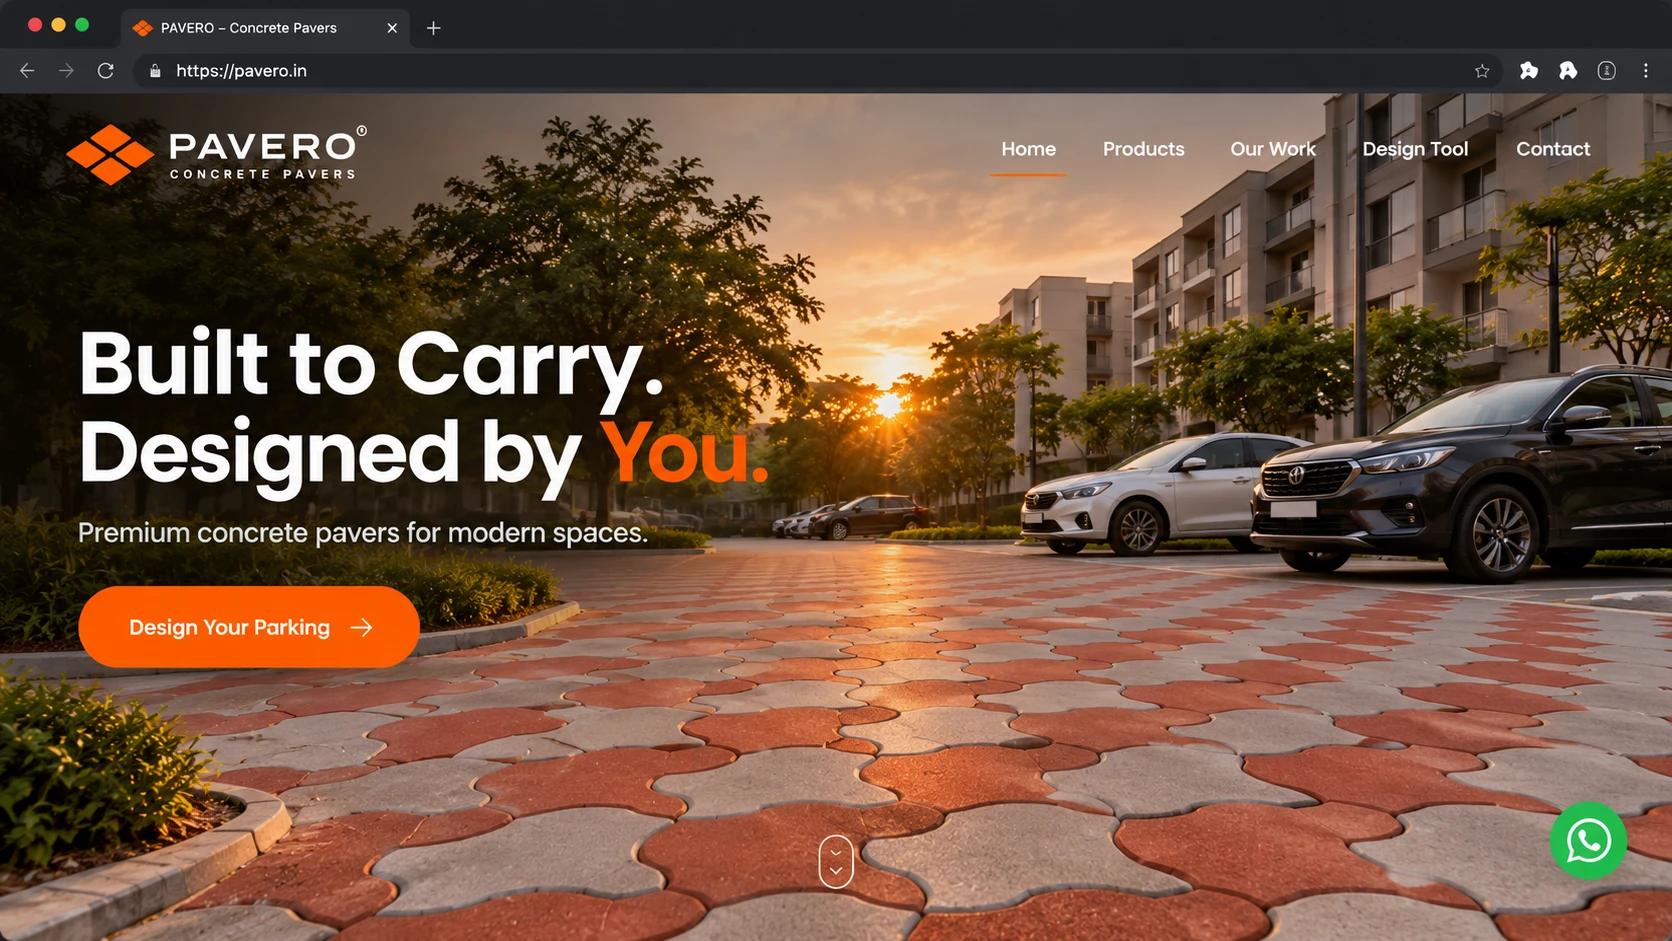 PAVERO – Concrete Pavers
https://pavero.in
PAVERO
CONCRETE PAVERS
Home
Products
Our Work
Design Tool
Contact
Built to Carry.
Designed by You.
Premium concrete pavers for modern spaces.
Design Your Parking